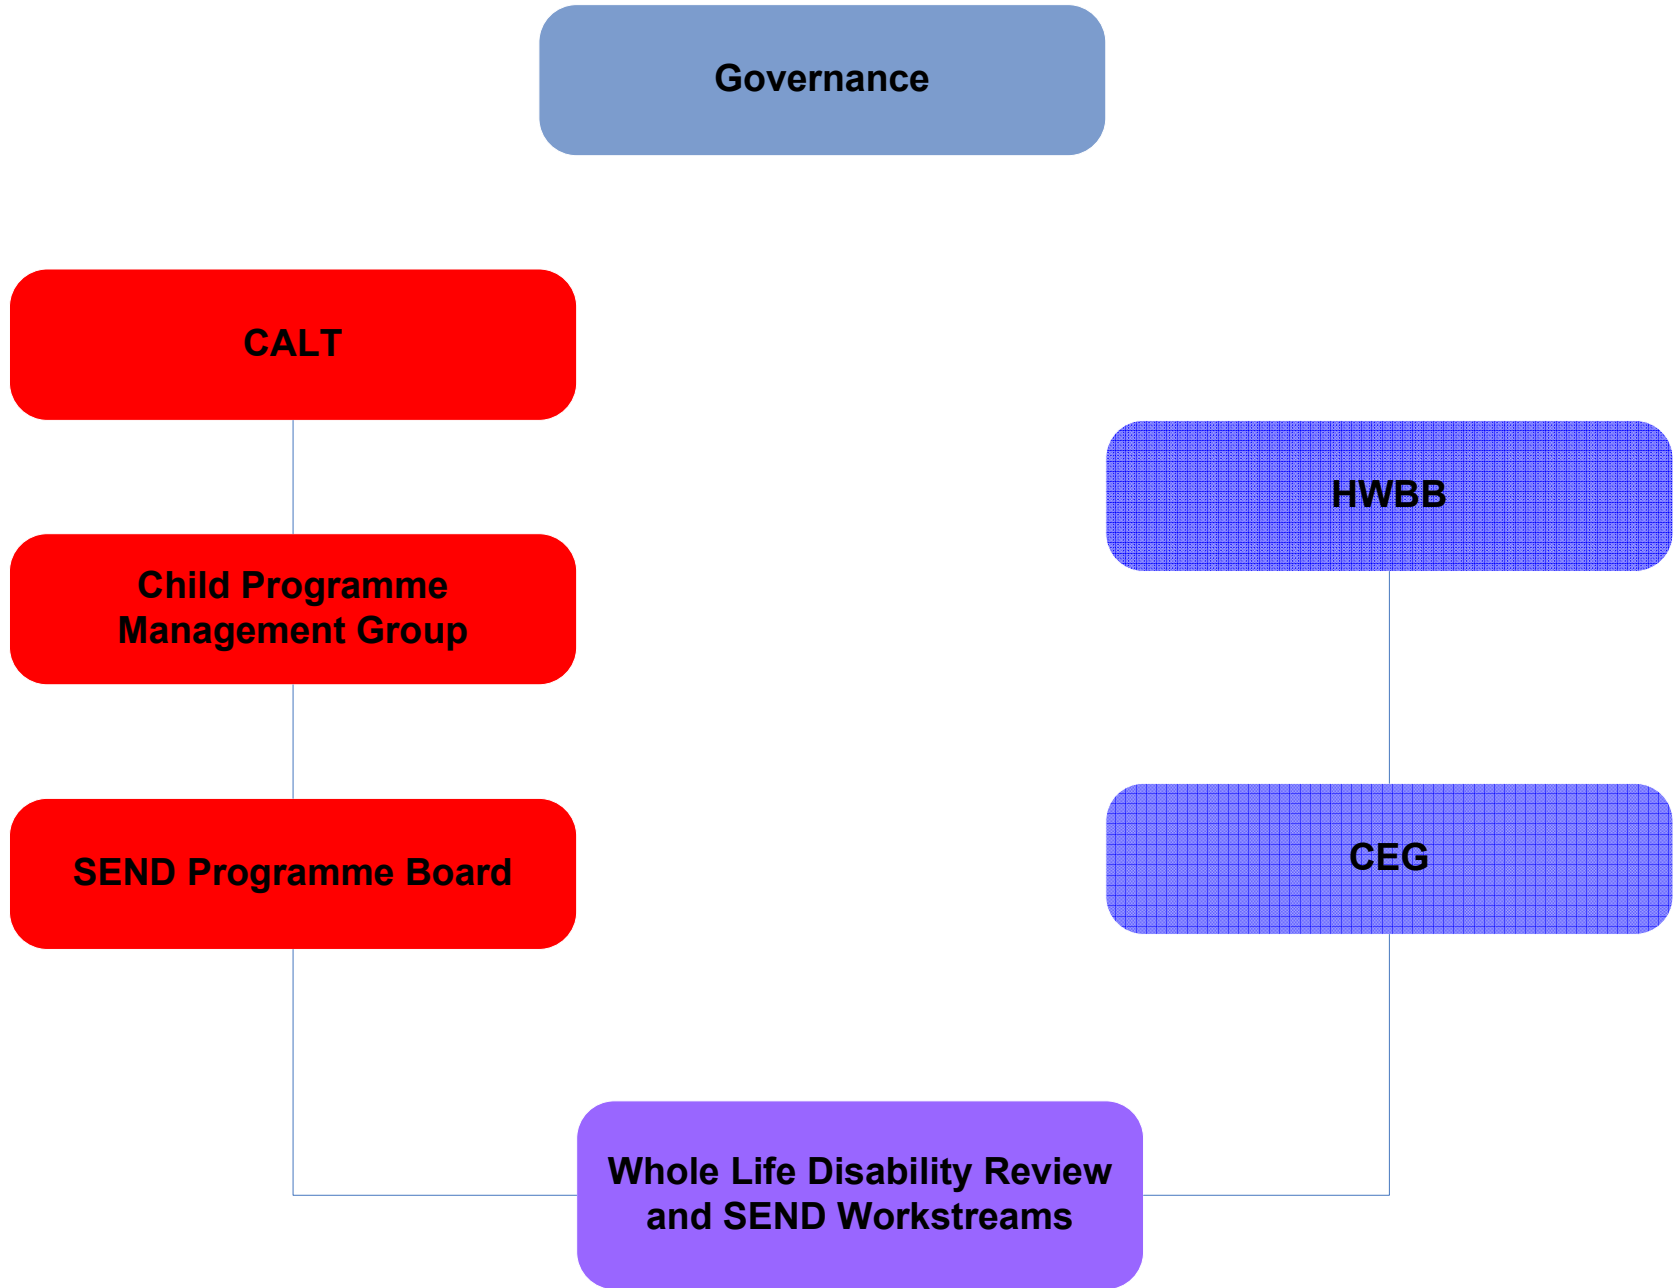 Governance
CALT
HWBB
Child Programme
Management Group
SEND Programme Board
CEG
Whole Life Disability Review
and SEND Workstreams